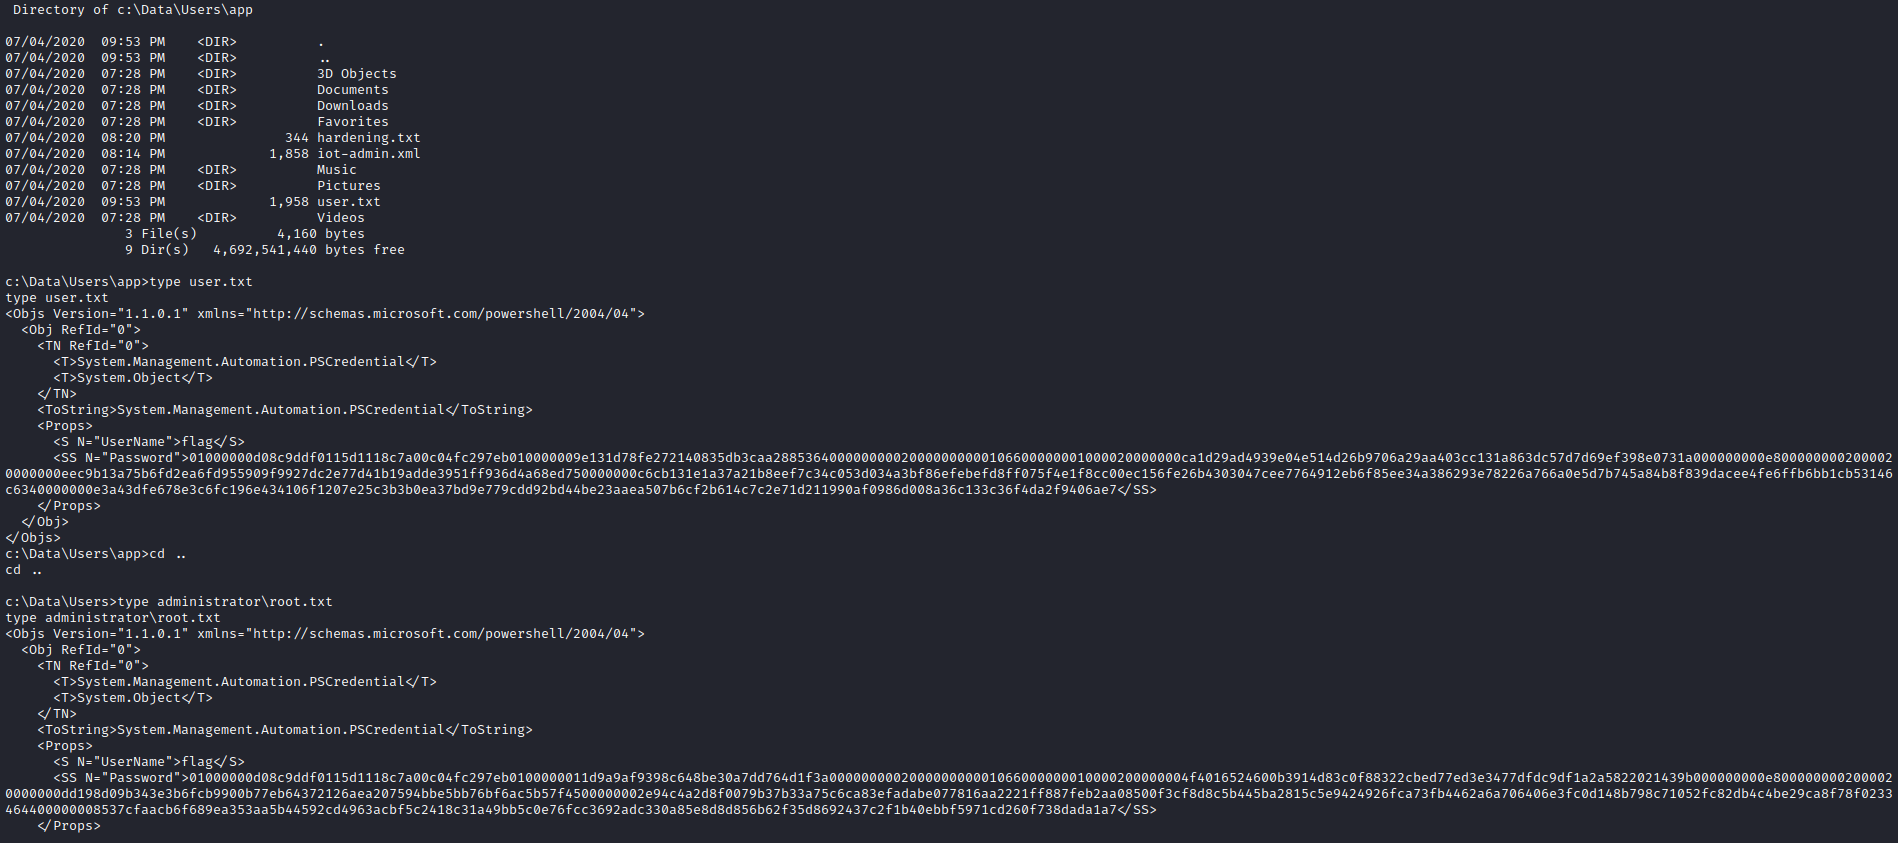 Directory of c:\Data\Users\app
07/04/2020  09:53 PM    <DIR>          .
07/04/2020  09:53 PM    <DIR>          ..
07/04/2020  07:28 PM    <DIR>          3D Objects
07/04/2020  07:28 PM    <DIR>          Documents
07/04/2020  07:28 PM    <DIR>          Downloads
07/04/2020  07:28 PM    <DIR>          Favorites
07/04/2020  08:20 PM               344 hardening.txt
07/04/2020  08:14 PM             1,858 iot-admin.xml
07/04/2020  07:28 PM    <DIR>          Music
07/04/2020  07:28 PM    <DIR>          Pictures
07/04/2020  09:53 PM             1,958 user.txt
07/04/2020  07:28 PM    <DIR>          Videos
               3 File(s)          4,160 bytes
               9 Dir(s)   4,692,541,440 bytes free
c:\Data\Users\app>type user.txt
type user.txt
<Objs Version="1.1.0.1" xmlns="http://schemas.microsoft.com/powershell/2004/04">
  <Obj RefId="0">
    <TN RefId="0">
      <T>System.Management.Automation.PSCredential</T>
      <T>System.Object</T>
    </TN>
    <ToString>System.Management.Automation.PSCredential</ToString>
    <Props>
      <S N="UserName">flag</S>
      <SS N="Password">
</SS>
    </Props>
  </Obj>
</Objs>
c:\Data\Users\app>cd ..
cd ..
c:\Data\Users>type administrator\root.txt
type administrator\root.txt
<Objs Version="1.1.0.1" xmlns="http://schemas.microsoft.com/powershell/2004/04">
  <Obj RefId="0">
    <TN RefId="0">
      <T>System.Management.Automation.PSCredential</T>
      <T>System.Object</T>
    </TN>
    <ToString>System.Management.Automation.PSCredential</ToString>
    <Props>
      <S N="UserName">flag</S>
      <SS N="Password">
</SS>
    </Props>